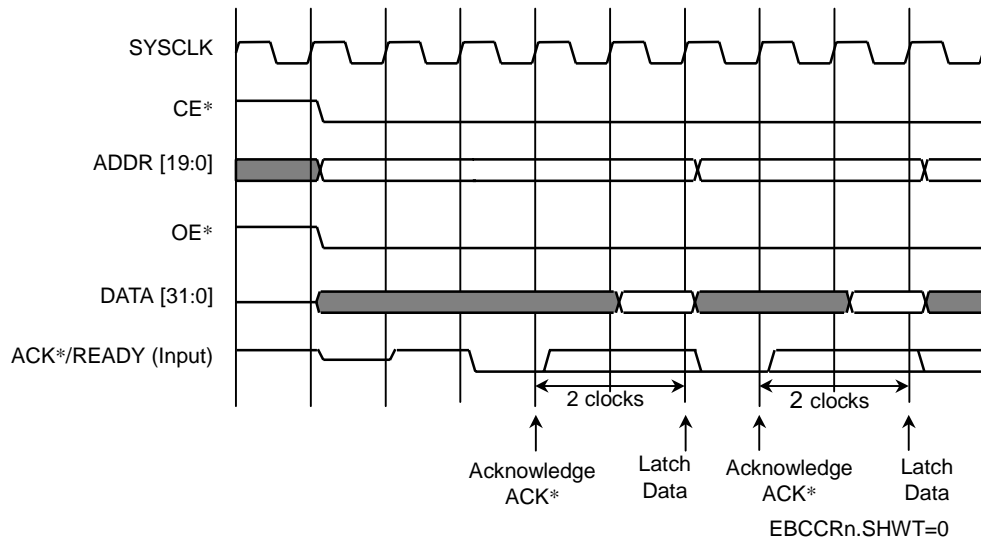 SYSCLK
CE*
ADDR [19:0]
OE*
DATA [31:0]
ACK*/READY (Input)
2 clocks
2 clocks
Acknowledge
ACK*
Latch
Data
Acknowledge
ACK*
Latch
Data
EBCCRn.SHWT=0